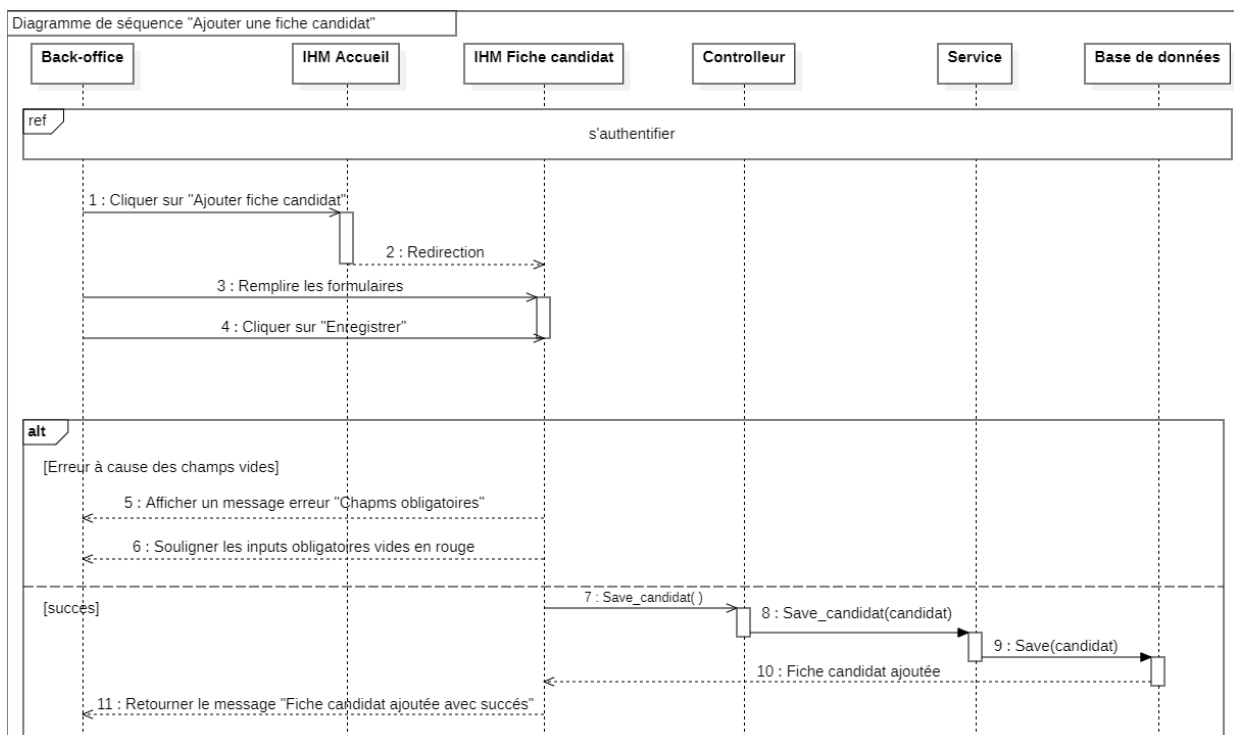 Diagramme de séquence "Ajouter une fiche candidat"
Back-office
IHM Accueil
IHM Fiche candidat
Controlleur
Service
Base de données
ref
s'authentifier
1 : Cliquer sur "Ajouter fiche candidat"
2 : Redirection
3 : Remplire les formulaires
4 : Cliquer sur "Enregistrer"
alt
[Erreur à cause des champs vides]
5 : Afficher un message erreur "Chapms obligatoires"
6 : Souligner les inputs obligatoires vides en rouge
[succès]
7 : Save_candidat( )
8 : Save_candidat(candidat)
9 : Save(candidat)
10 : Fiche candidat ajoutée
11 : Retourner le message "Fiche candidat ajoutée avec succés"